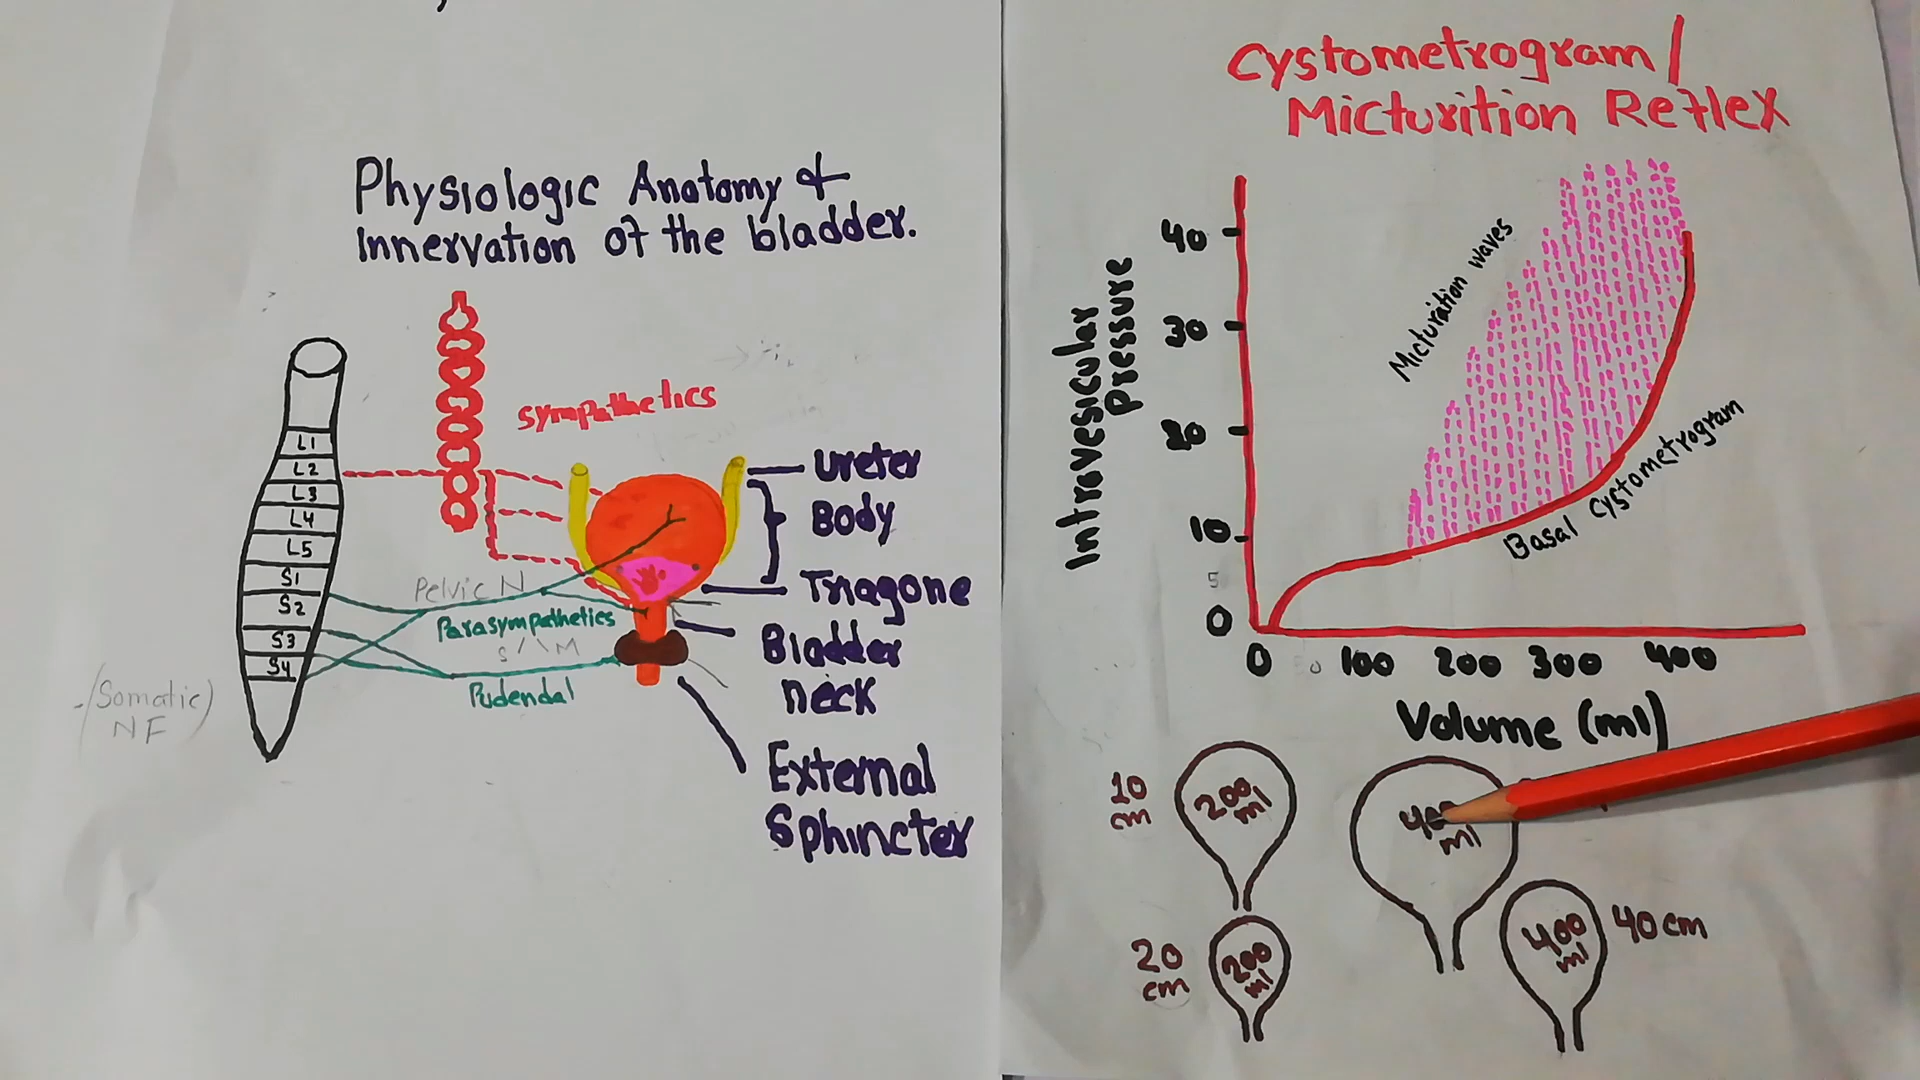 Physiologic Anatomy &
Innervation of the bladder.
sympathetics
L1
L2
L3
L4
L5
S1
S2
S3
S4
Pelvic N
Parasympathetics
S M
Pudendal
(Somatic)
NF
Ureter
Body
Triagone
Bladder
neck
External
Sphincter
Cystometrogram/
Micturition Reflex
Intravesicular
Pressure
40
30
20
10
5
0
Micturation waves
Basal Cystometrogram
0 50 100 200 300 400
Volume (ml)
10
cm
200
ml
400
ml
20
cm
200
ml
400
ml
40 cm